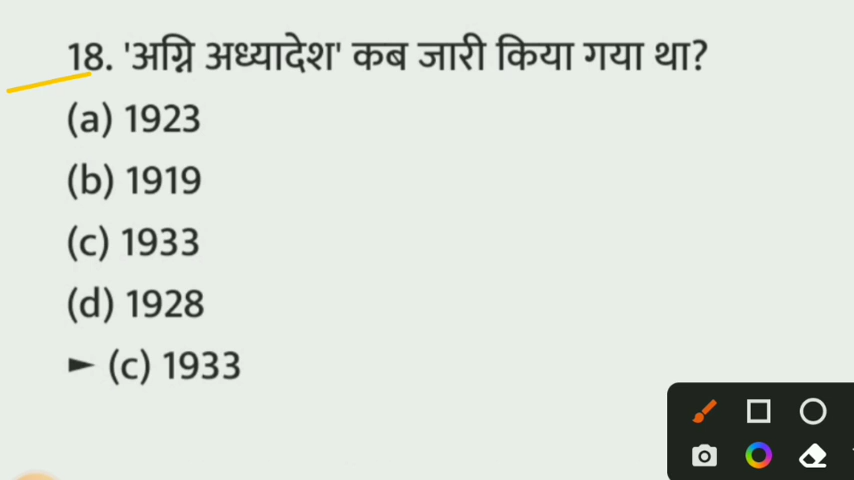 18. 'अग्नि अध्यादेश' कब जारी किया गया था?
(a) 1923
(b) 1919
(c) 1933
(d) 1928
► (c) 1933